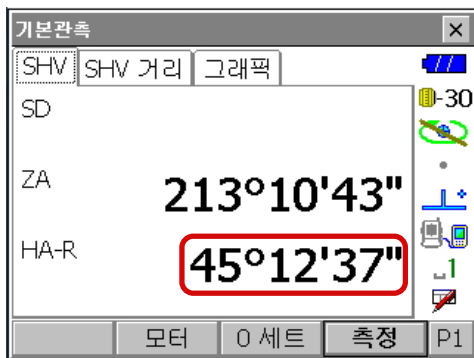 기본관측
SHV SHV 거리 그래픽
-30
SD
ZA 213°10'43"
HA-R 45°12'37"
1
모터 0 세트 측정 P1